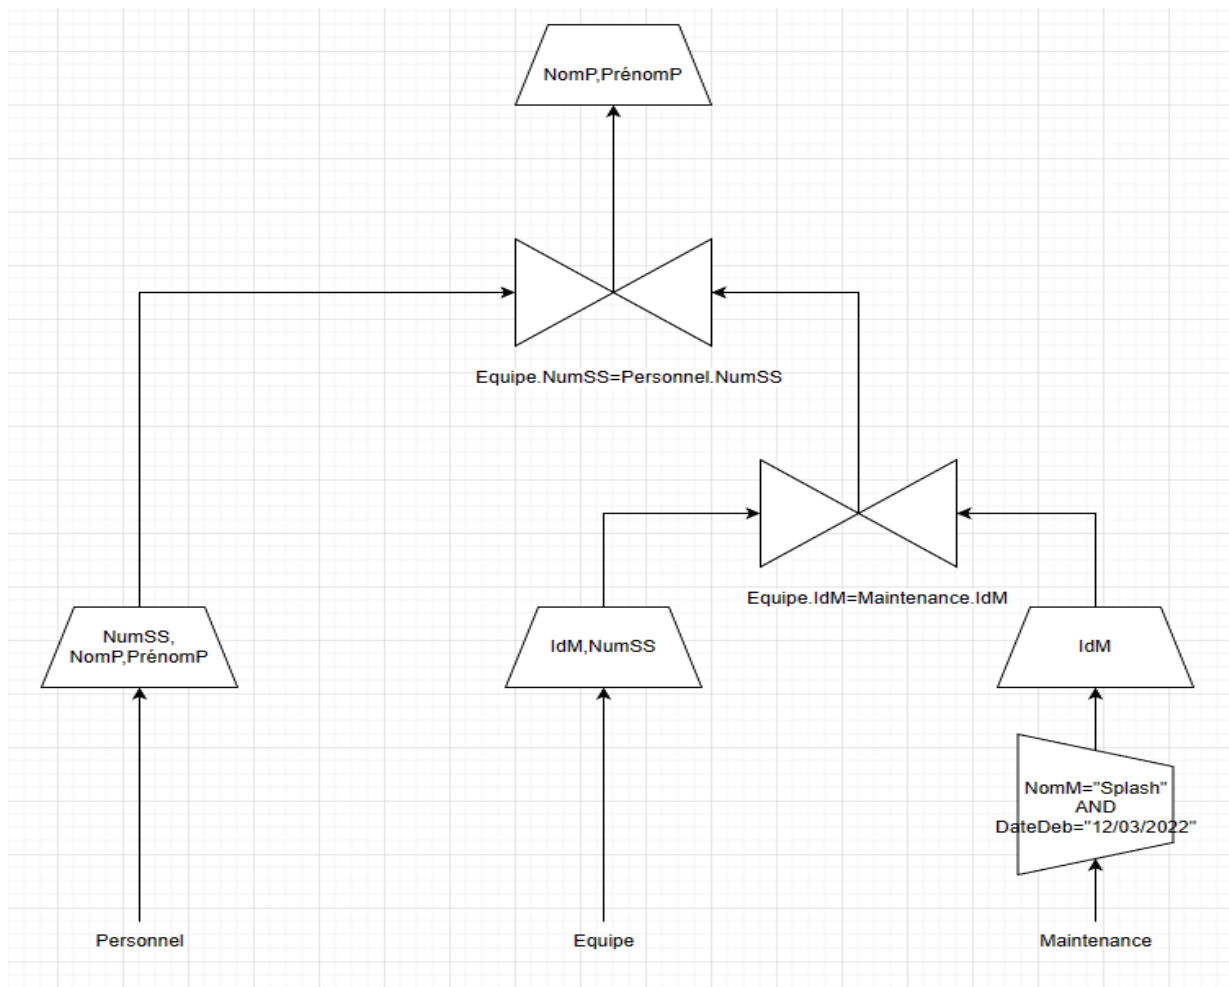 NomP,PrénomP
Equipe.NumSS=Personnel.NumSS
Equipe.IdM=Maintenance.IdM
NumSS,
NomP,PrénomP
IdM,NumSS
IdM
NomM="Splash"
AND
DateDeb="12/03/2022"
Personnel
Equipe
Maintenance